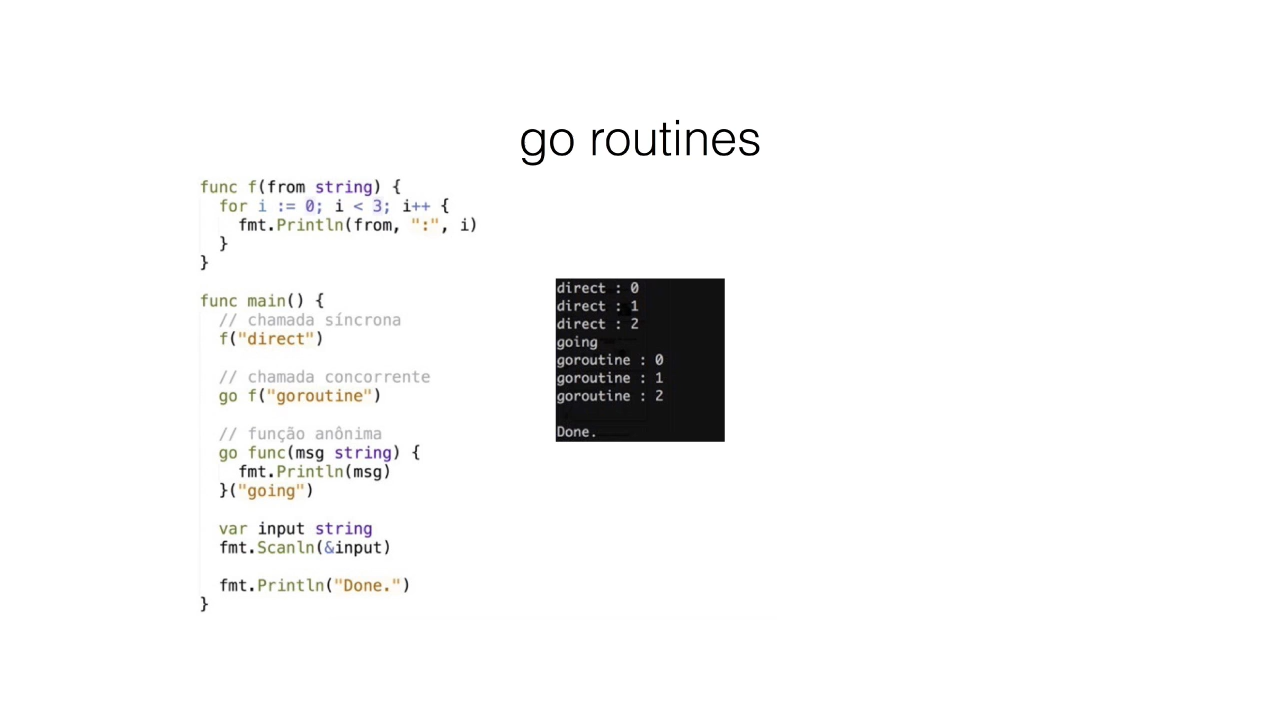 go routines
func f(from string) {
  for i := 0; i < 3; i++ {
    fmt.Println(from, ":", i)
  }
}

func main() {
  // chamada síncrona
  f("direct")

  // chamada concorrente
  go f("goroutine")

  // função anônima
  go func(msg string) {
    fmt.Println(msg)
  }("going")

  var input string
  fmt.Scanln(&input)

  fmt.Println("Done.")
}
direct : 0
direct : 1
direct : 2
going
goroutine : 0
goroutine : 1
goroutine : 2

Done.